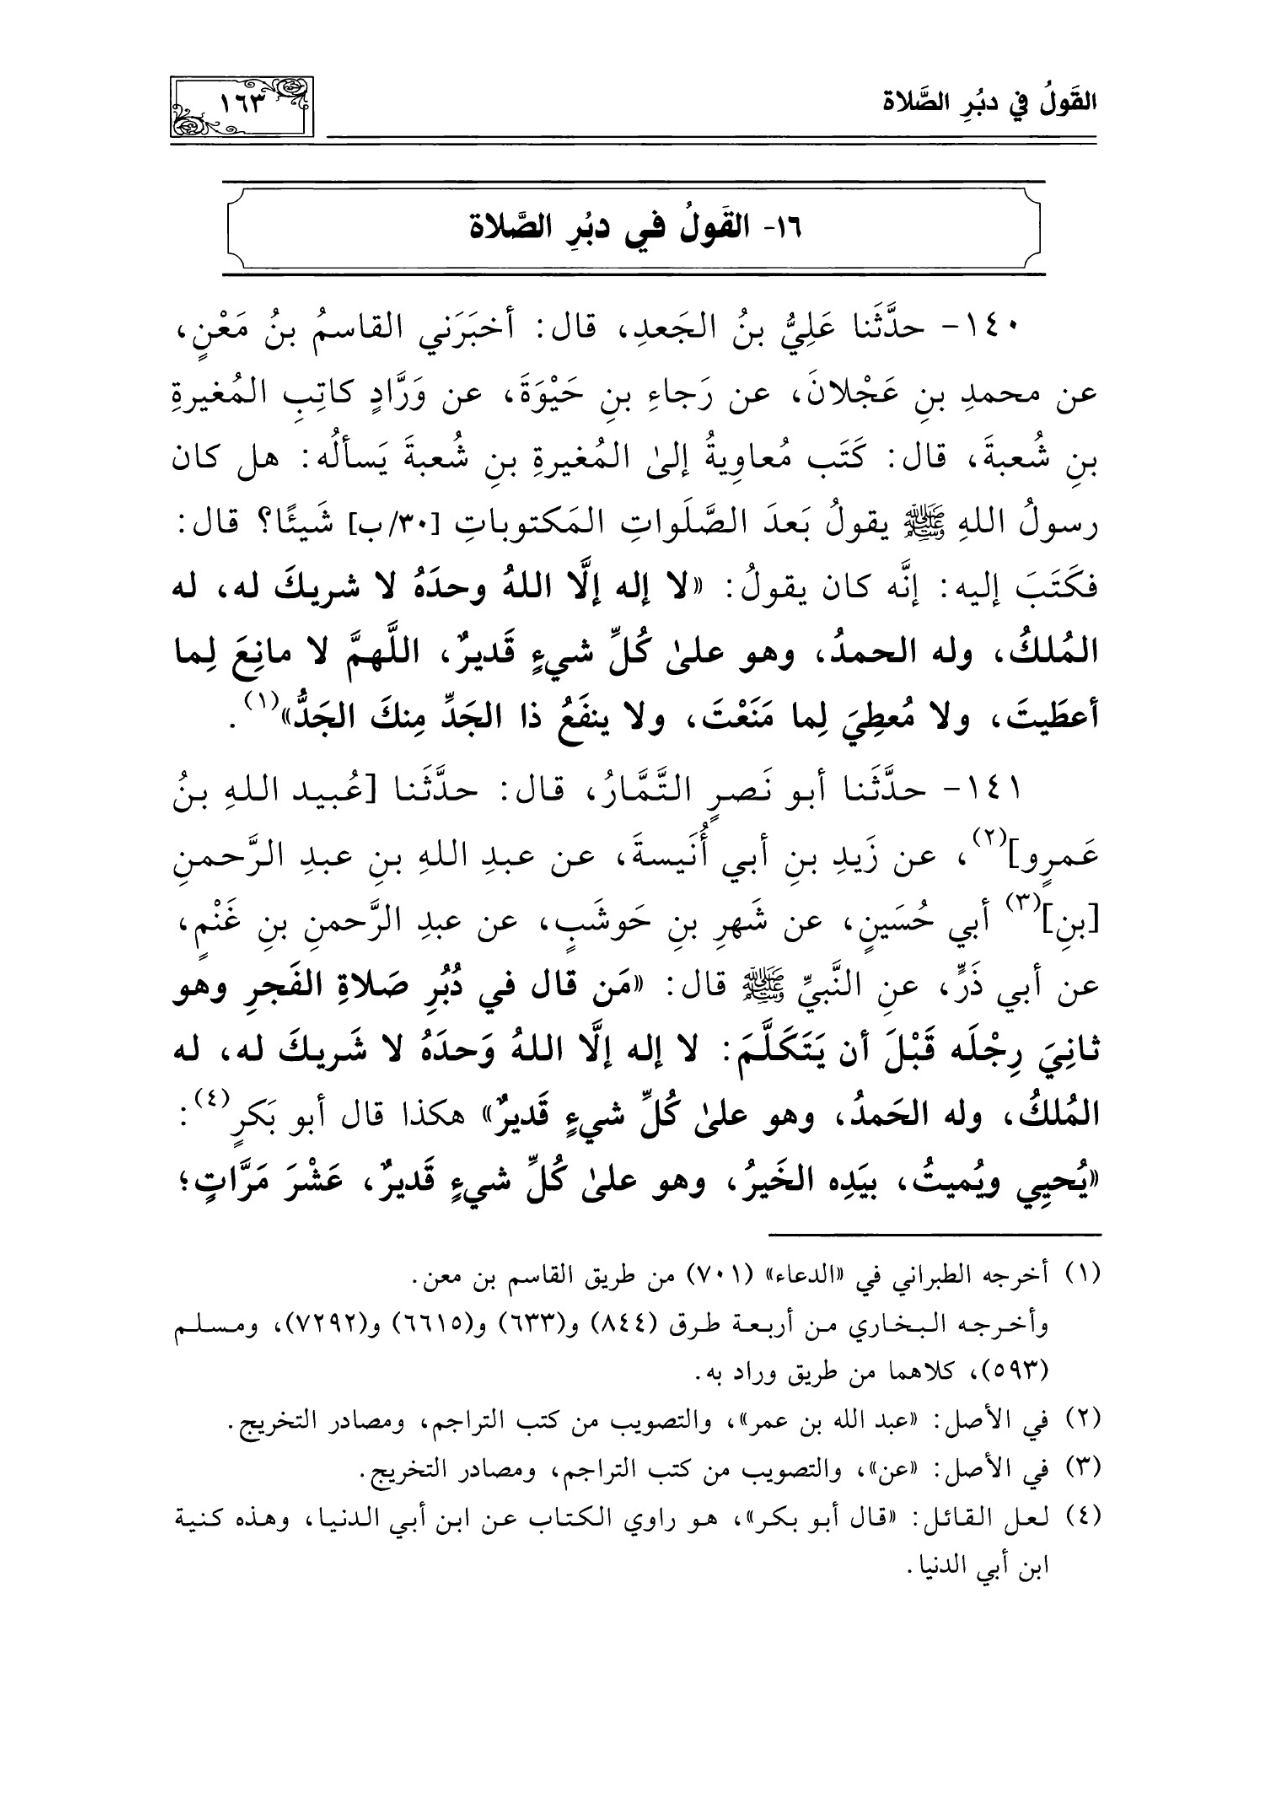 القَولُ في دبُرِ الصَّلاة
١٦٣
١٦- القَولُ في دبُرِ الصَّلاة
١٤٠- حدَّثَنا عَلِيُّ بنُ الجَعدِ، قال: أخبَرَني القاسمُ بنُ مَعْنٍ،
عن محمدِ بنِ عَجْلانَ، عن رَجاءِ بنِ حَيْوَةَ، عن وَرَّادٍ كاتِبِ المُغيرةِ
بنِ شُعبةَ، قال: كَتَب مُعاوِيةُ إلىٰ المُغيرةِ بنِ شُعبةَ يَسألُه: هل كان
رسولُ اللهِ ﷺ يقولُ بَعدَ الصَّلَواتِ المَكتوباتِ [٣٠/ب] شَيئًا؟ قال:
فكَتَبَ إليه: إنَّه كان يقولُ: «لا إله إلَّا اللهُ وحدَهُ لا شريكَ له، له
المُلكُ، وله الحمدُ، وهو علىٰ كُلِّ شيءٍ قَديرٌ، اللَّهمَّ لا مانِعَ لِما
أعطَيتَ، ولا مُعطِيَ لِما مَنَعْتَ، ولا ينفَعُ ذا الجَدِّ مِنكَ الجَدُّ»(١).
١٤١- حدَّثَنا أبو نَصرٍ التَّمَّارُ، قال: حدَّثَنا [عُبيد اللهِ بنُ
عَمرٍو](٢)، عن زَيدِ بنِ أبي أُنَيسةَ، عن عبدِ اللهِ بنِ عبدِ الرَّحمنِ
[بنِ](٣) أبي حُسَينٍ، عن شَهرِ بنِ حَوشَبٍ، عن عبدِ الرَّحمنِ بنِ غَنْمٍ،
عن أبي ذَرٍّ، عنِ النَّبيِّ ﷺ قال: «مَن قال في دُبُرِ صَلاةِ الفَجرِ وهو
ثانِيَ رِجْلَه قَبْلَ أن يَتَكَلَّمَ: لا إله إلَّا اللهُ وَحدَهُ لا شَريكَ له، له
المُلكُ، وله الحَمدُ، وهو علىٰ كُلِّ شيءٍ قَديرٌ» هكذا قال أبو بَكرٍ(٤):
«يُحيِي ويُميتُ، بيَدِه الخَيرُ، وهو علىٰ كُلِّ شيءٍ قَديرٌ، عَشْرَ مَرَّاتٍ؛
(١) أخرجه الطبراني في «الدعاء» (٧٠١) من طريق القاسم بن معن.
وأخرجه البخاري من أربعة طرق (٨٤٤) و(٦٣٣) و(٦٦١٥) و(٧٢٩٢)، ومسلم
(٥٩٣)، كلاهما من طريق وراد به.
(٢) في الأصل: «عبد الله بن عمر»، والتصويب من كتب التراجم، ومصادر التخريج.
(٣) في الأصل: «عن»، والتصويب من كتب التراجم، ومصادر التخريج.
(٤) لعل القائل: «قال أبو بكر»، هو راوي الكتاب عن ابن أبي الدنيا، وهذه كنية
ابن أبي الدنيا.